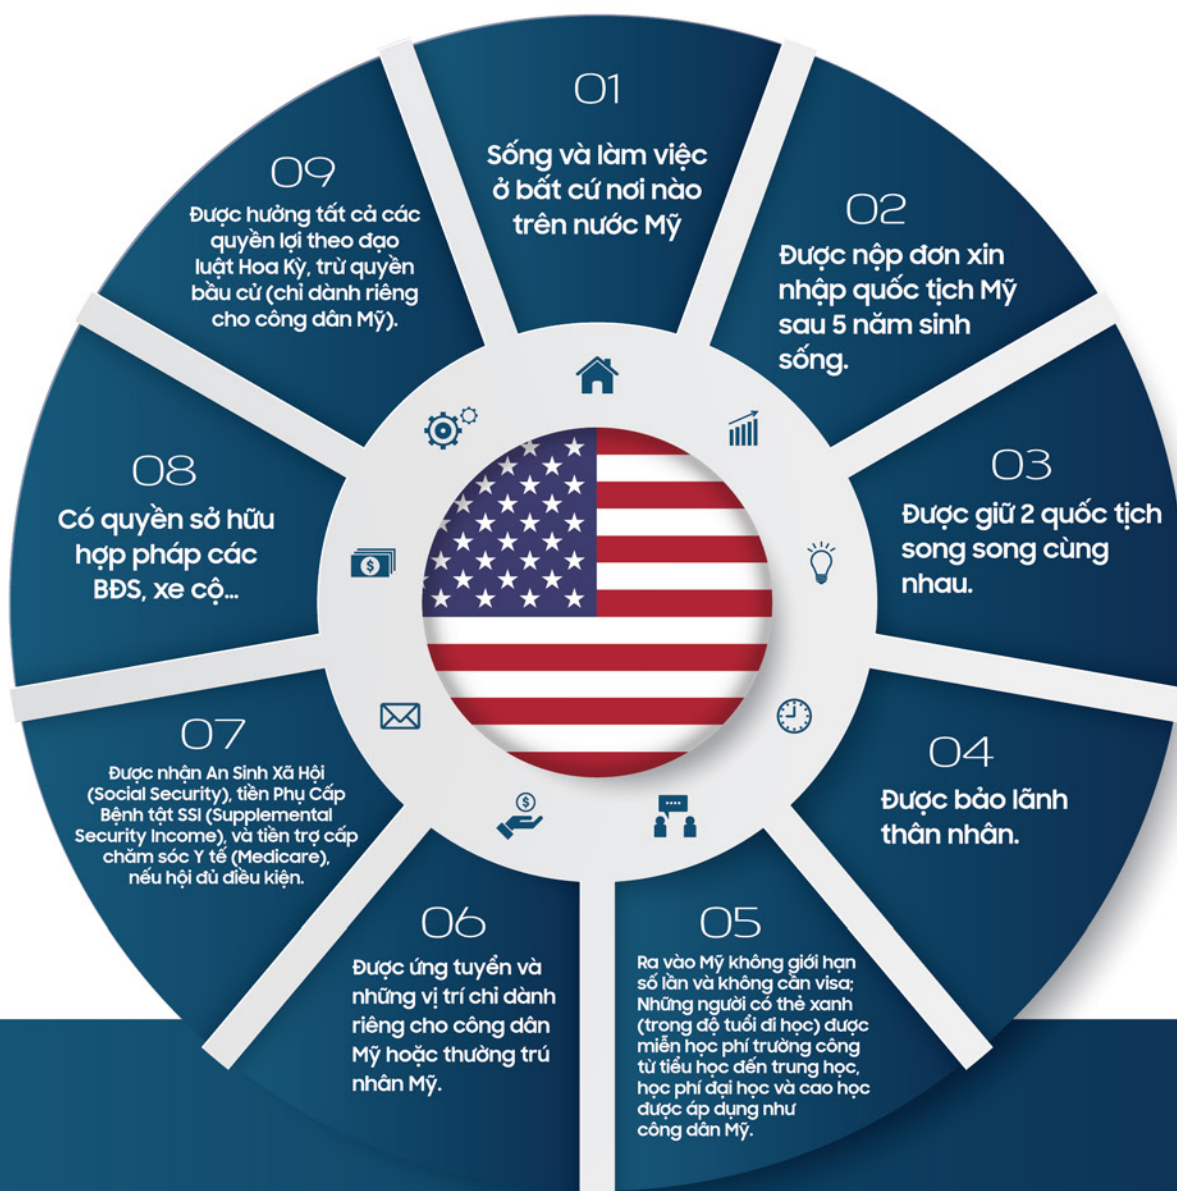 01
Sống và làm việc
ở bất cứ nơi nào
trên nước Mỹ
02
Được nộp đơn xin
nhập quốc tịch Mỹ
sau 5 năm sinh
sống.
03
Được giữ 2 quốc tịch
song song cùng
nhau.
04
Được bảo lãnh
thân nhân.
05
Ra vào Mỹ không giới hạn
số lần và không cần visa;
Những người có thẻ xanh
(trong độ tuổi đi học) được
miễn học phí trường công
từ tiểu học đến trung học,
học phí đại học và cao học
được áp dụng như
công dân Mỹ.
06
Được ứng tuyển và
những vị trí chỉ dành
riêng cho công dân
Mỹ hoặc thường trú
nhân Mỹ.
07
Được nhận An Sinh Xã Hội
(Social Security), tiền Phụ Cấp
Bệnh tật SSI (Supplemental
Security Income), và tiền trợ cấp
chăm sóc Y tế (Medicare),
nếu hội đủ điều kiện.
08
Có quyền sở hữu
hợp pháp các
BĐS, xe cộ...
09
Được hưởng tất cả các
quyền lợi theo đạo
luật Hoa Kỳ, trừ quyền
bầu cử (chỉ dành riêng
cho công dân Mỹ).